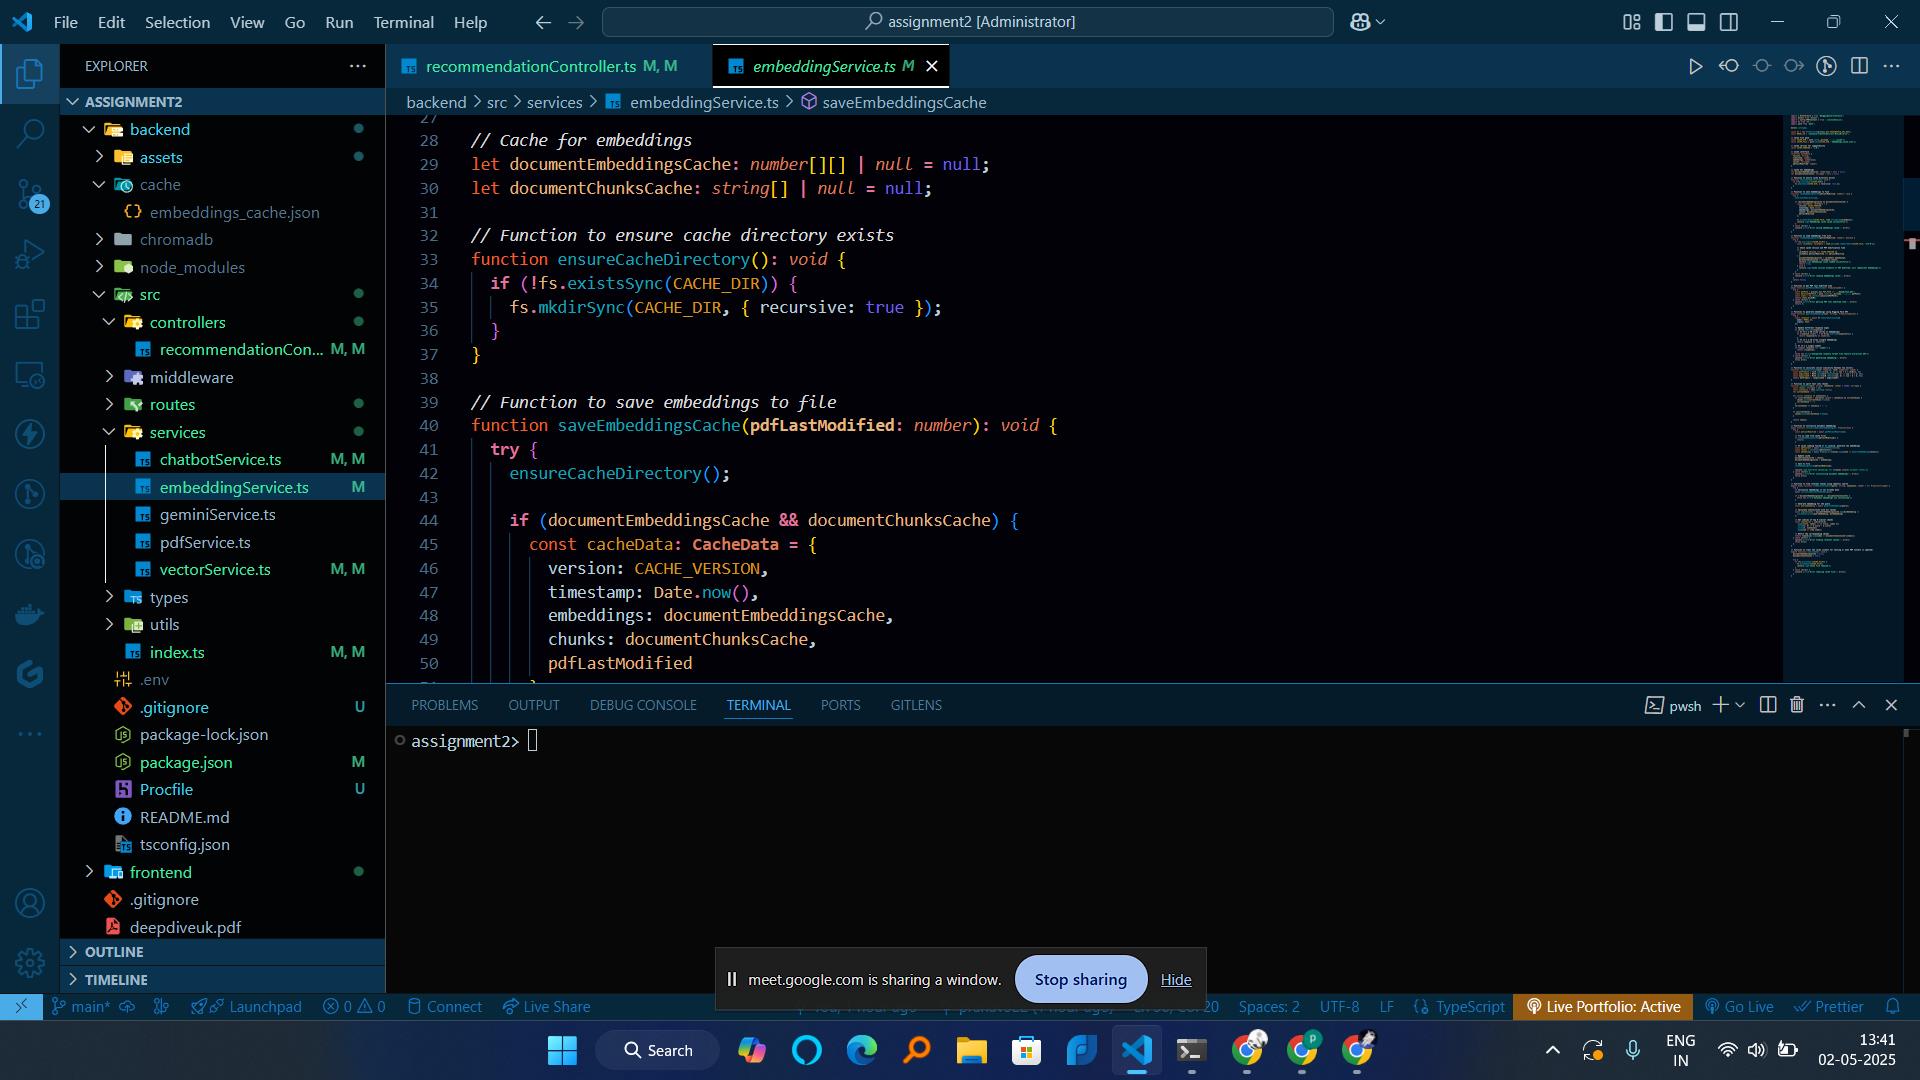 File Edit Selection View Go Run Terminal Help
assignment2 [Administrator]
EXPLORER
ASSIGNMENT2
backend
assets
cache
embeddings_cache.json
chromadb
node_modules
src
controllers
recommendationCon... M, M
middleware
routes
services
chatbotService.ts M, M
embeddingService.ts M
geminiService.ts
pdfService.ts
vectorService.ts M, M
types
utils
index.ts M, M
.env
.gitignore U
package-lock.json
package.json M
Procfile U
README.md
tsconfig.json
frontend
.gitignore
deepdiveuk.pdf
OUTLINE
TIMELINE
21
recommendationController.ts M, M
embeddingService.ts M
backend > src > services > embeddingService.ts > saveEmbeddingsCache
27
28 // Cache for embeddings
29 let documentEmbeddingsCache: number[][] | null = null;
30 let documentChunksCache: string[] | null = null;
31
32 // Function to ensure cache directory exists
33 function ensureCacheDirectory(): void {
34 if (!fs.existsSync(CACHE_DIR)) {
35 fs.mkdirSync(CACHE_DIR, { recursive: true });
36 }
37 }
38
39 // Function to save embeddings to file
40 function saveEmbeddingsCache(pdfLastModified: number): void {
41 try {
42 ensureCacheDirectory();
43
44 if (documentEmbeddingsCache && documentChunksCache) {
45 const cacheData: CacheData = {
46 version: CACHE_VERSION,
47 timestamp: Date.now(),
48 embeddings: documentEmbeddingsCache,
49 chunks: documentChunksCache,
50 pdfLastModified
PROBLEMS OUTPUT DEBUG CONSOLE TERMINAL PORTS GITLENS
pwsh
assignment2>
meet.google.com is sharing a window. Stop sharing Hide
main* Launchpad 0 0 Connect Live Share
Spaces: 2 UTF-8 LF {} TypeScript Live Portfolio: Active Go Live Prettier
Search
ENG
IN
13:41
02-05-2025